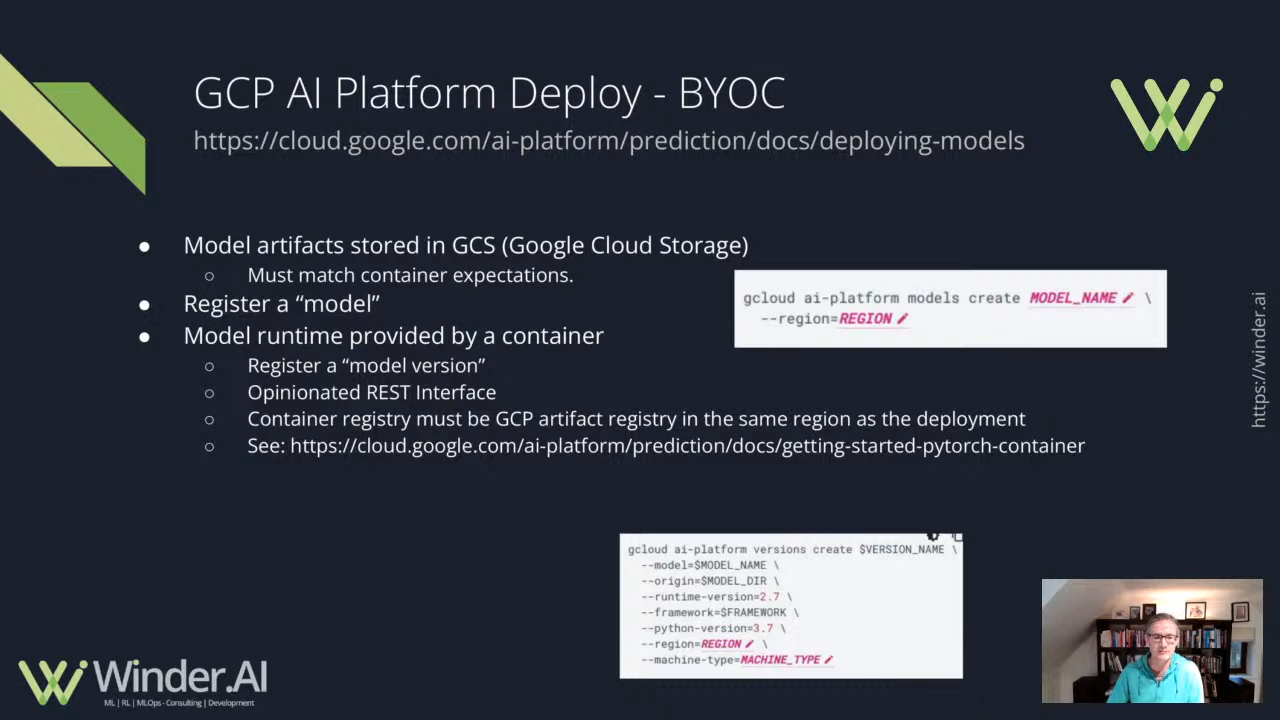 GCP AI Platform Deploy - BYOC
https://cloud.google.com/ai-platform/prediction/docs/deploying-models
● Model artifacts stored in GCS (Google Cloud Storage)
○ Must match container expectations.
● Register a “model”
● Model runtime provided by a container
○ Register a “model version”
○ Opinionated REST Interface
○ Container registry must be GCP artifact registry in the same region as the deployment
○ See: https://cloud.google.com/ai-platform/prediction/docs/getting-started-pytorch-container
gcloud ai-platform models create MODEL_NAME \
--region=REGION
gcloud ai-platform versions create $VERSION_NAME \
--model=$MODEL_NAME \
--origin=$MODEL_DIR \
--runtime-version=2.7 \
--framework=$FRAMEWORK \
--python-version=3.7 \
--region=REGION \
--machine-type=MACHINE_TYPE
https://winder.ai
Winder.AI
ML | RL | MLOps - Consulting | Development